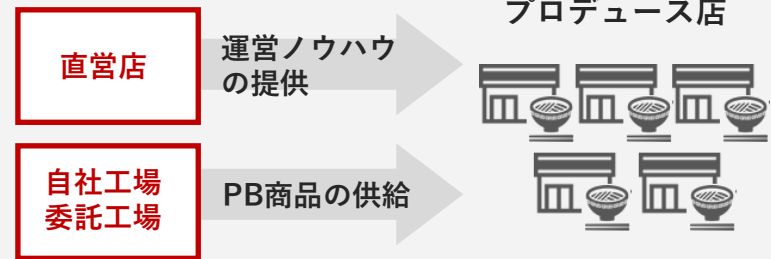 プロデュース店
直営店
運営ノウハウ
の提供
自社工場
委託工場
PB商品の供給